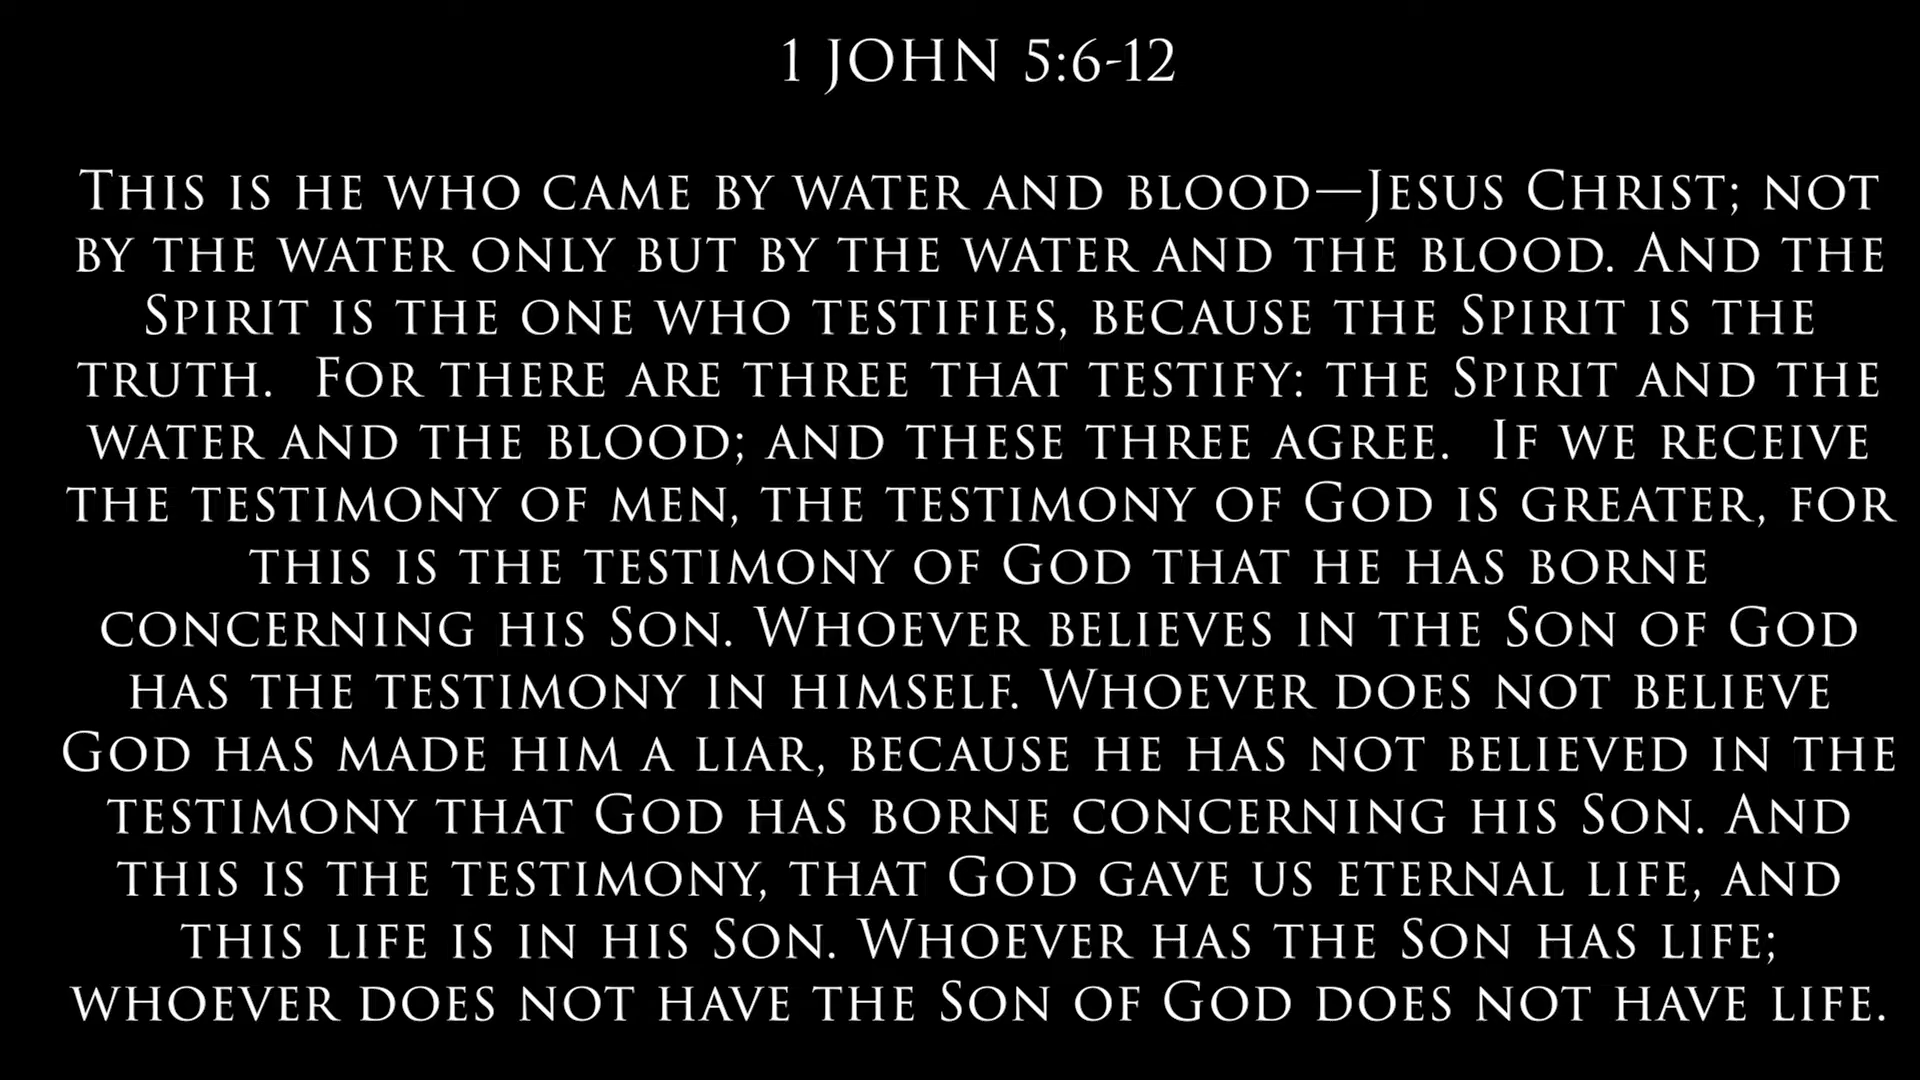 1 JOHN 5:6-12
This is he who came by water and blood—Jesus Christ; not
by the water only but by the water and the blood. And the
Spirit is the one who testifies, because the Spirit is the
truth.  For there are three that testify: the Spirit and the
water and the blood; and these three agree.  If we receive
the testimony of men, the testimony of God is greater, for
this is the testimony of God that he has borne
concerning his Son. Whoever believes in the Son of God
has the testimony in himself. Whoever does not believe
God has made him a liar, because he has not believed in the
testimony that God has borne concerning his Son. And
this is the testimony, that God gave us eternal life, and
this life is in his Son. Whoever has the Son has life;
whoever does not have the Son of God does not have life.